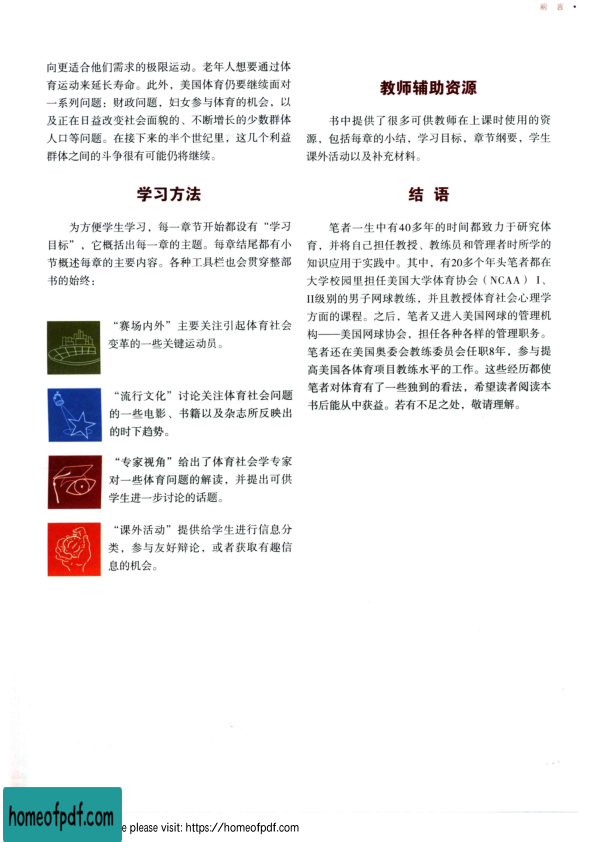 前 言
向更适合他们需求的极限运动。老年人想要通过体
育运动来延长寿命。此外，美国体育仍要继续面对
一系列问题：财政问题，妇女参与体育的机会，以
及正在日益改变社会面貌的、不断增长的少数群体
人口等问题。在接下来的半个世纪里，这几个利益
群体之间的斗争很有可能仍将继续。
学习方法
为方便学生学习，每一章节开始都设有“学习
目标”，它概括出每一章的主题。每章结尾都有小
节概述每章的主要内容。各种工具栏也会贯穿整部
书的始终：
“赛场内外”主要关注引起体育社会
变革的一些关键运动员。
“流行文化”讨论关注体育社会问题
的一些电影、书籍以及杂志所反映出
的时下趋势。
“专家视角”给出了体育社会学专家
对一些体育问题的解读，并提出可供
学生进一步讨论的话题。
“课外活动”提供给学生进行信息分
类，参与友好辩论，或者获取有趣信
息的机会。
教师辅助资源
书中提供了很多可供教师在上课时使用的资
源，包括每章的小结，学习目标，章节纲要，学生
课外活动以及补充材料。
结 语
笔者一生中有40多年的时间都致力于研究体
育，并将自己担任教授、教练员和管理者时所学的
知识应用于实践中。其中，有20多个年头笔者都在
大学校园里担任美国大学体育协会（NCAA）I、
II级别的男子网球教练，并且教授体育社会心理学
方面的课程。之后，笔者又进入美国网球的管理机
构——美国网球协会，担任各种各样的管理职务。
笔者还在美国奥委会教练委员会任职8年，参与提
高美国各体育项目教练水平的工作。这些经历都使
笔者对体育有了一些独到的看法，希望读者阅读本
书后能从中获益。若有不足之处，敬请理解。
homeofpdf.com
e please visit: https://homeofpdf.com